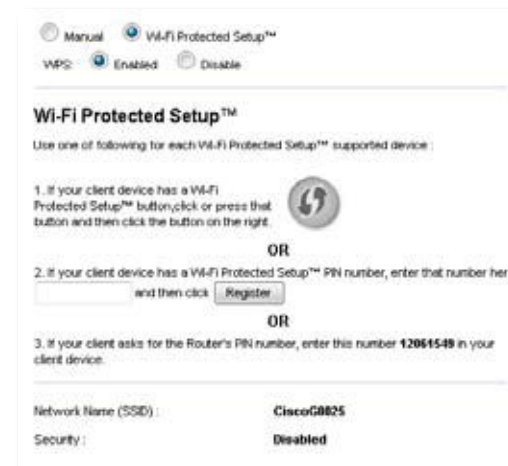 Manual Wi-Fi Protected Setup™
WPS: Enabled Disable
Wi-Fi Protected Setup™
Use one of following for each Wi-Fi Protected Setup™ supported device :
1. If your client device has a Wi-Fi
Protected Setup™ button,click or press that
button and then click the button on the right.
OR
2. If your client device has a Wi-Fi Protected Setup™ PIN number, enter that number her
and then click Register
OR
3. If your client asks for the Router's PIN number, enter this number 12061549 in your
client device.
Network Name (SSID) : CiscoG0825
Security : Disabled